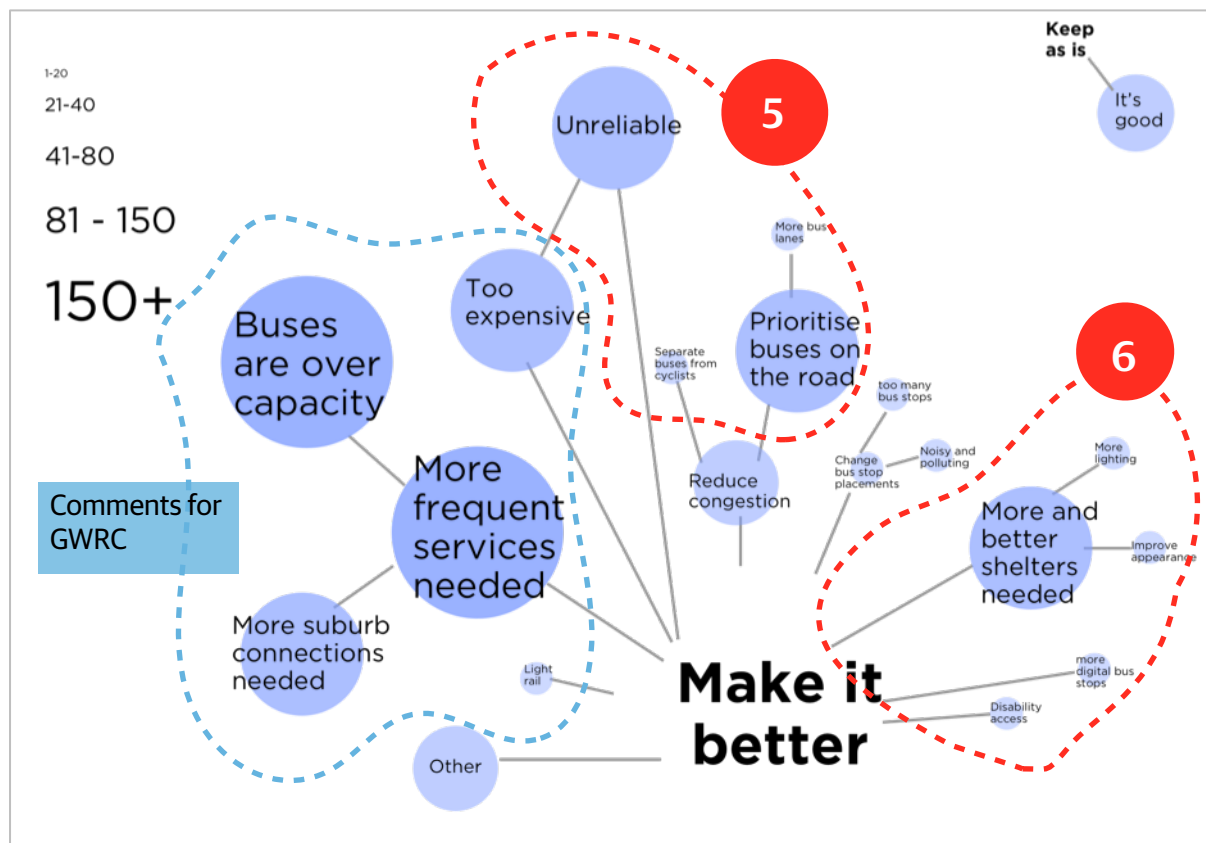 Keep
as is
It's
good
1-20
21-40
41-80
81 - 150
150+
5
Unreliable
More bus
lanes
Too
expensive
Buses
are over
capacity
Prioritise
buses on
the road
Separate
buses from
cyclists
6
too many
bus stops
Change
bus stop
placements
Noisy and
polluting
More
lighting
Reduce
congestion
More
frequent
services
needed
Comments for
GWRC
More and
better
shelters
needed
Improve
appearance
More suburb
connections
needed
Light
rail
Make it
better
more
digital bus
stops
Disability
access
Other